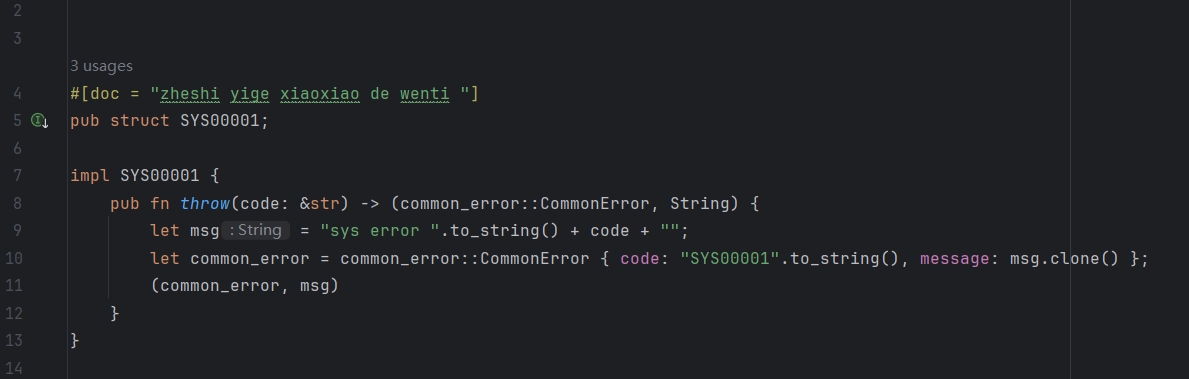 2
3
3 usages
4 #[doc = "zheshi yige xiaoxiao de wenti "]
5 pub struct SYS00001;
6
7 impl SYS00001 {
8 pub fn throw(code: &str) -> (common_error::CommonError, String) {
9 let msg : String = "sys error ".to_string() + code + "";
10 let common_error = common_error::CommonError { code: "SYS00001".to_string(), message: msg.clone() };
11 (common_error, msg)
12 }
13 }
14